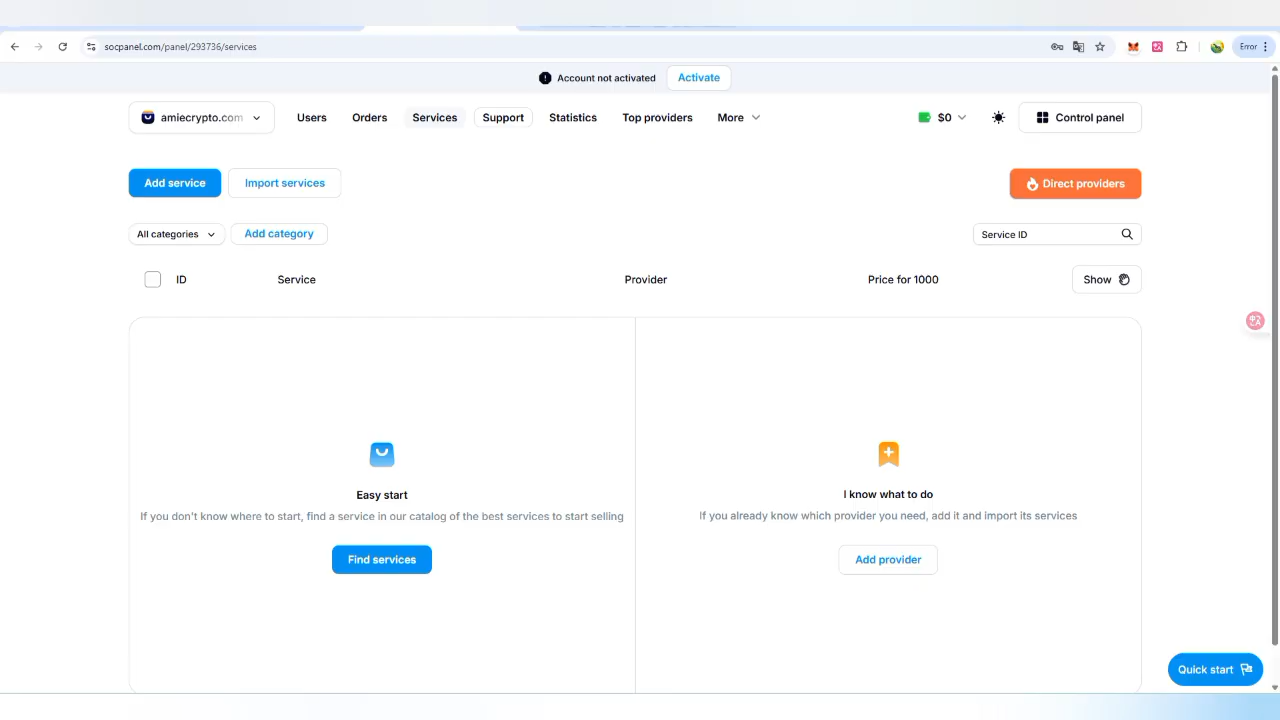 socpanel.com/panel/293736/services
Error
Account not activated
Activate
amiecrypto.com
Users
Orders
Services
Support
Statistics
Top providers
More
$0
Control panel
Add service
Import services
Direct providers
All categories
Add category
Service ID
ID
Service
Provider
Price for 1000
Show
Easy start
If you don't know where to start, find a service in our catalog of the best services to start selling
Find services
I know what to do
If you already know which provider you need, add it and import its services
Add provider
Quick start